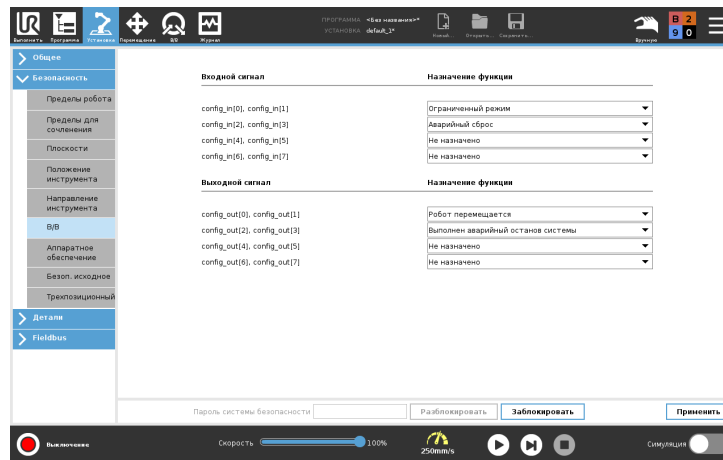 UR
Выполнить
Программа
Установка
Перемещение
В/В
Журнал
ПРОГРАММА <Без названия>*
УСТАНОВКА default_1*
Новый...
Открыть...
Сохранить...
Вручную
B 2
9 0
Общее
Безопасность
Пределы робота
Пределы для
сочленения
Плоскости
Положение
инструмента
Направление
инструмента
В/В
Аппаратное
обеспечение
Безоп. исходное
Трехпозиционный
Детали
Fieldbus
Входной сигнал Назначение функции
config_in[0], config_in[1] Ограниченный режим
config_in[2], config_in[3] Аварийный сброс
config_in[4], config_in[5] Не назначено
config_in[6], config_in[7] Не назначено
Выходной сигнал Назначение функции
config_out[0], config_out[1] Робот перемещается
config_out[2], config_out[3] Выполнен аварийный останов системы
config_out[4], config_out[5] Не назначено
config_out[6], config_out[7] Не назначено
Пароль системы безопасности Разблокировать Заблокировать Применить
Выключение
Скорость 100%
250mm/s
Симуляция